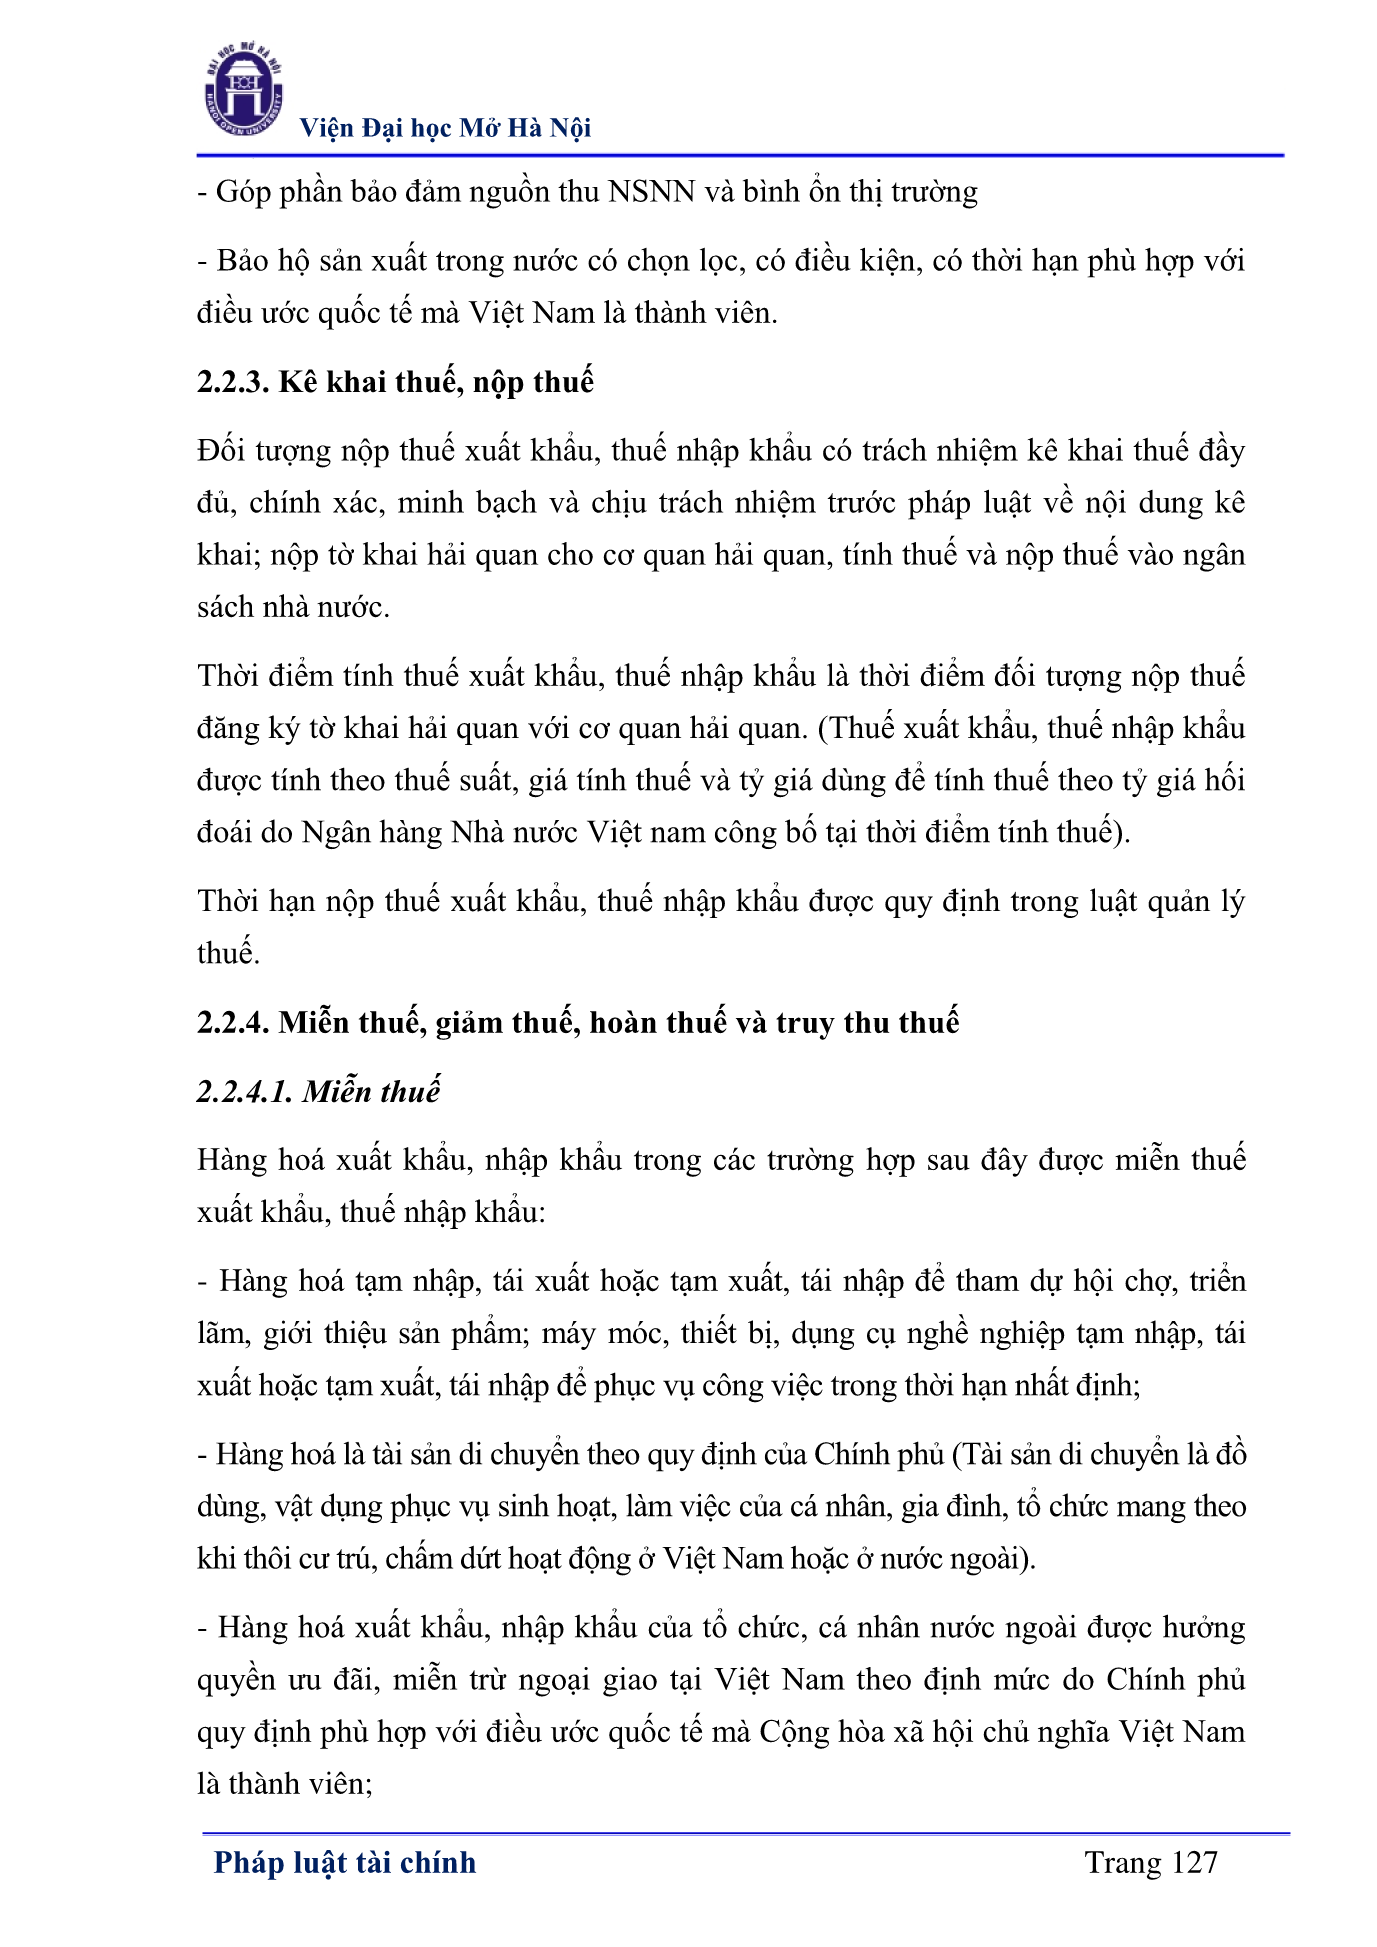 ĐẠI HỌC MỞ HÀ NỘI
HANOI OPEN UNIVERSITY
Viện Đại học Mở Hà Nội
- Góp phần bảo đảm nguồn thu NSNN và bình ổn thị trường
- Bảo hộ sản xuất trong nước có chọn lọc, có điều kiện, có thời hạn phù hợp với
điều ước quốc tế mà Việt Nam là thành viên.
2.2.3. Kê khai thuế, nộp thuế
Đối tượng nộp thuế xuất khẩu, thuế nhập khẩu có trách nhiệm kê khai thuế đầy
đủ, chính xác, minh bạch và chịu trách nhiệm trước pháp luật về nội dung kê
khai; nộp tờ khai hải quan cho cơ quan hải quan, tính thuế và nộp thuế vào ngân
sách nhà nước.
Thời điểm tính thuế xuất khẩu, thuế nhập khẩu là thời điểm đối tượng nộp thuế
đăng ký tờ khai hải quan với cơ quan hải quan. (Thuế xuất khẩu, thuế nhập khẩu
được tính theo thuế suất, giá tính thuế và tỷ giá dùng để tính thuế theo tỷ giá hối
đoái do Ngân hàng Nhà nước Việt nam công bố tại thời điểm tính thuế).
Thời hạn nộp thuế xuất khẩu, thuế nhập khẩu được quy định trong luật quản lý
thuế.
2.2.4. Miễn thuế, giảm thuế, hoàn thuế và truy thu thuế
2.2.4.1. Miễn thuế
Hàng hoá xuất khẩu, nhập khẩu trong các trường hợp sau đây được miễn thuế
xuất khẩu, thuế nhập khẩu:
- Hàng hoá tạm nhập, tái xuất hoặc tạm xuất, tái nhập để tham dự hội chợ, triển
lãm, giới thiệu sản phẩm; máy móc, thiết bị, dụng cụ nghề nghiệp tạm nhập, tái
xuất hoặc tạm xuất, tái nhập để phục vụ công việc trong thời hạn nhất định;
- Hàng hoá là tài sản di chuyển theo quy định của Chính phủ (Tài sản di chuyển là đồ
dùng, vật dụng phục vụ sinh hoạt, làm việc của cá nhân, gia đình, tổ chức mang theo
khi thôi cư trú, chấm dứt hoạt động ở Việt Nam hoặc ở nước ngoài).
- Hàng hoá xuất khẩu, nhập khẩu của tổ chức, cá nhân nước ngoài được hưởng
quyền ưu đãi, miễn trừ ngoại giao tại Việt Nam theo định mức do Chính phủ
quy định phù hợp với điều ước quốc tế mà Cộng hòa xã hội chủ nghĩa Việt Nam
là thành viên;
Pháp luật tài chính
Trang 127